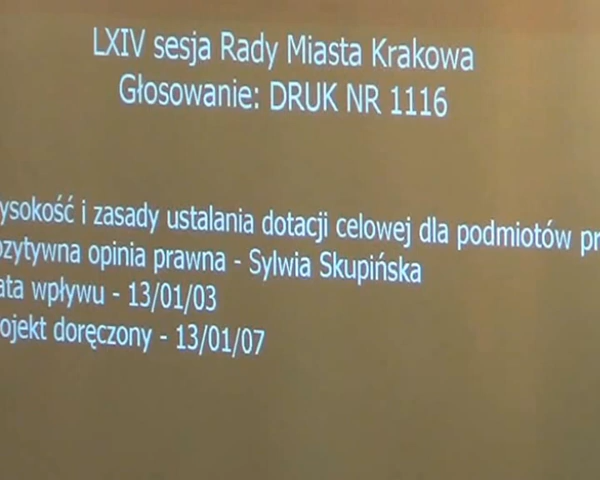 LXIV sesja Rady Miasta Krakowa
Głosowanie: DRUK NR 1116
ysokość i zasady ustalania dotacji celowej dla podmiotów pr
ozytywna opinia prawna - Sylwia Skupińska
ata wpływu - 13/01/03
ojekt doręczony - 13/01/07